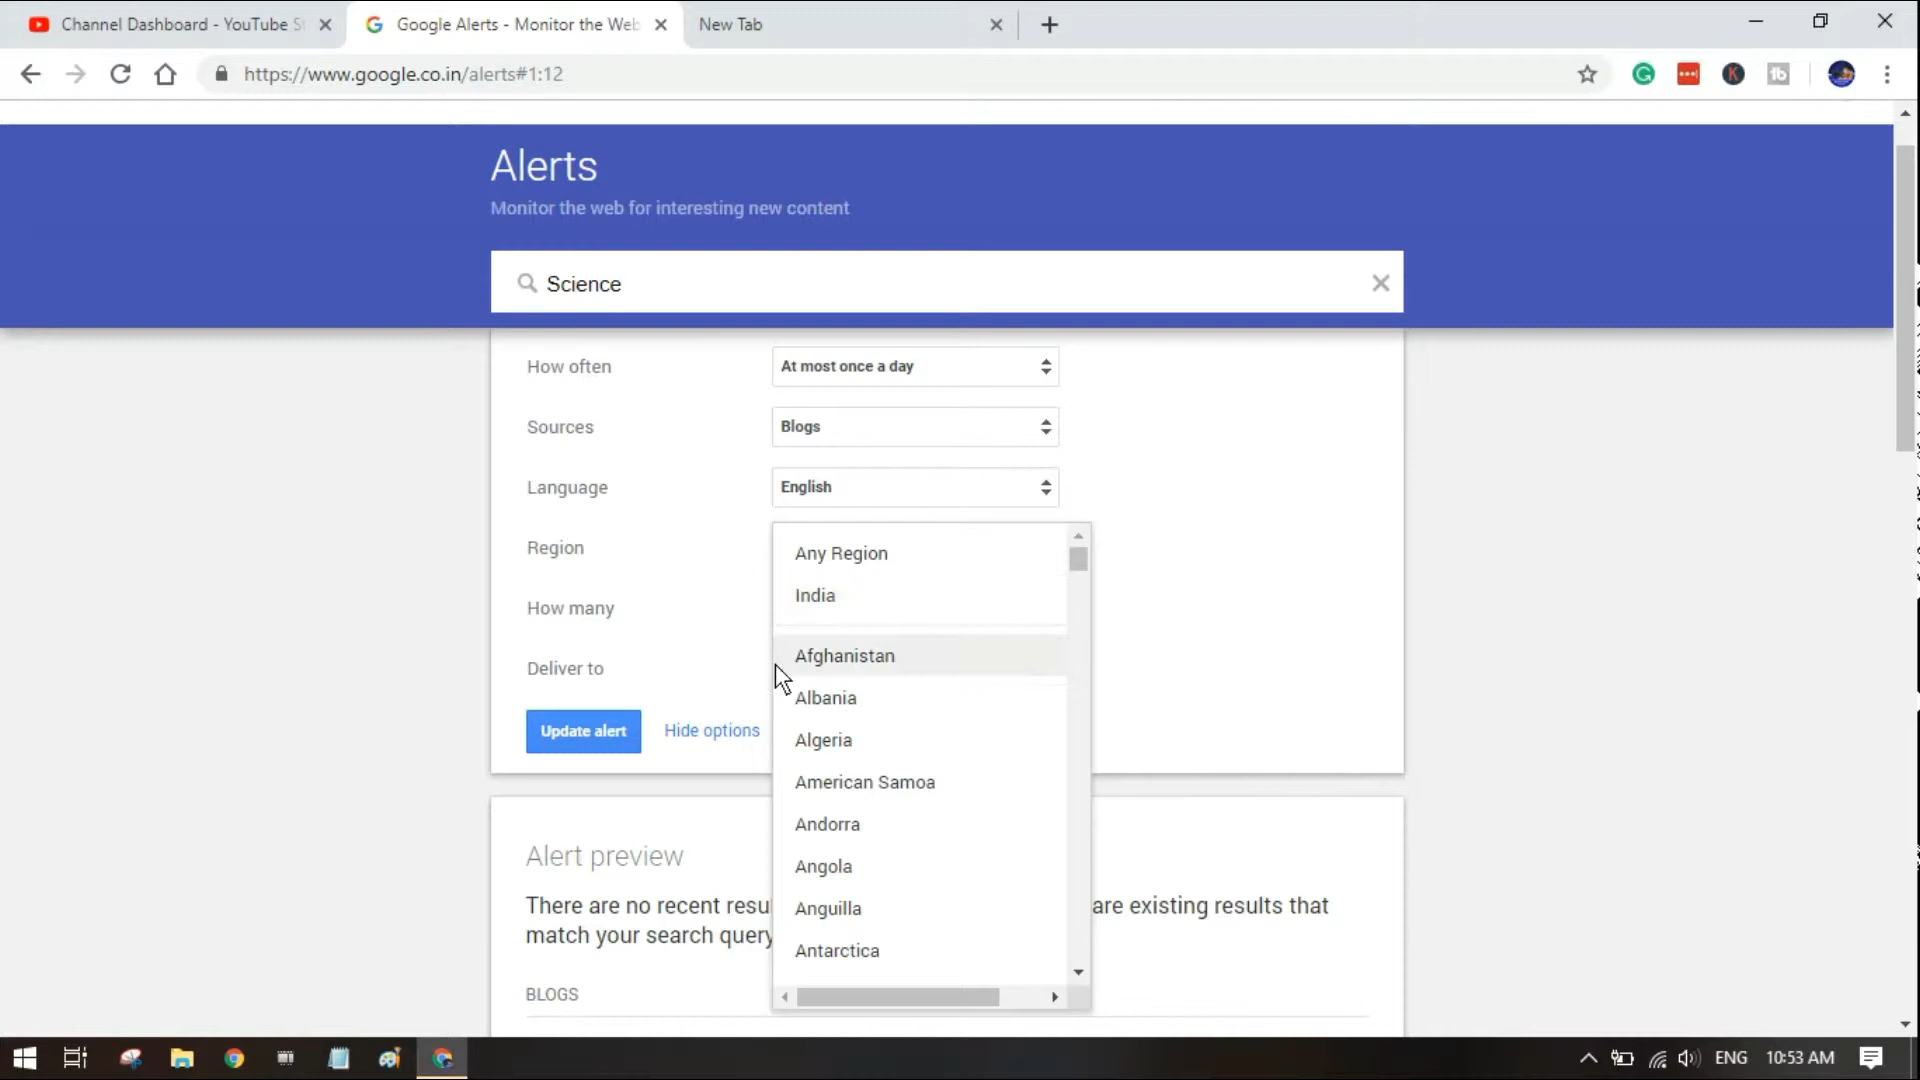 Channel Dashboard - YouTube St
Google Alerts - Monitor the Web
New Tab
https://www.google.co.in/alerts#1:12
Alerts
Monitor the web for interesting new content
Science
How often
At most once a day
Sources
Blogs
Language
English
Region
How many
Deliver to
Any Region
India
Afghanistan
Albania
Algeria
American Samoa
Andorra
Angola
Anguilla
Antarctica
Update alert
Hide options
Alert preview
There are no recent resu are existing results that
match your search query
BLOGS
ENG
10:53 AM